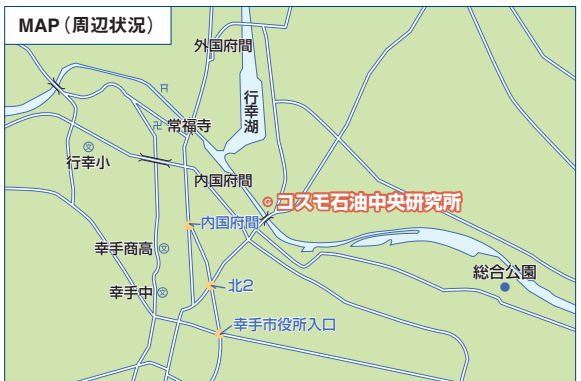 MAP（周辺状況）
外国府間
行幸湖
常福寺
行幸小
内国府間
コスモ石油中央研究所
内国府間
幸手商高
総合公園
幸手中
北2
幸手市役所入口